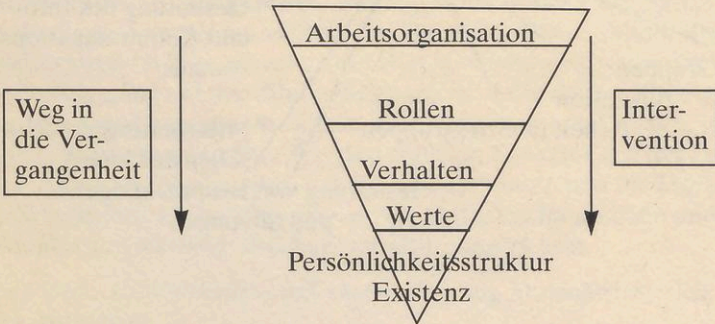 Arbeitsorganisation
Weg in
die Ver-
gangenheit
Rollen
Inter-
vention
Verhalten
Werte
Persönlichkeitsstruktur
Existenz